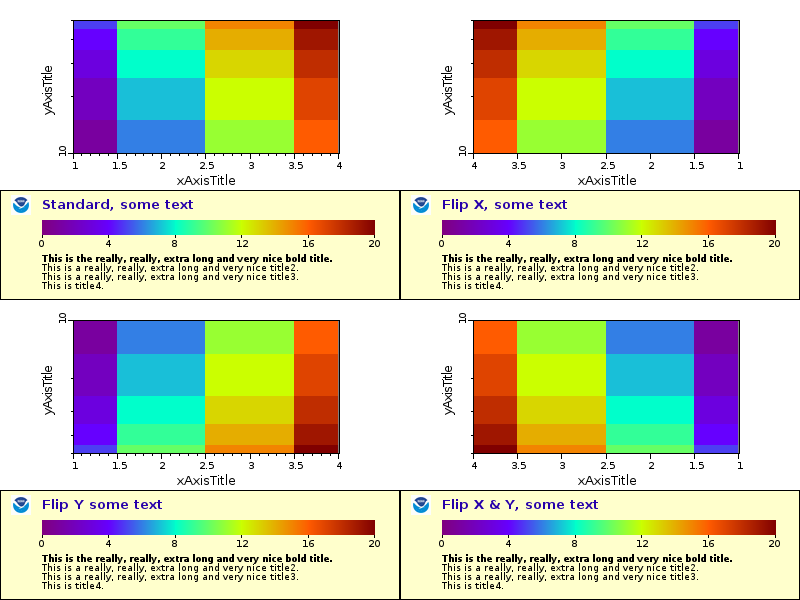 yAxisTitle
10
1 1.5 2 2.5 3 3.5 4
xAxisTitle
Standard, some text
0 4 8 12 16 20
This is the really, really, extra long and very nice bold title.
This is a really, really, extra long and very nice title2.
This is a really, really, extra long and very nice title3.
This is title4.
yAxisTitle
10
4 3.5 3 2.5 2 1.5 1
xAxisTitle
Flip X, some text
0 4 8 12 16 20
This is the really, really, extra long and very nice bold title.
This is a really, really, extra long and very nice title2.
This is a really, really, extra long and very nice title3.
This is title4.
10
yAxisTitle
1 1.5 2 2.5 3 3.5 4
xAxisTitle
Flip Y some text
0 4 8 12 16 20
This is the really, really, extra long and very nice bold title.
This is a really, really, extra long and very nice title2.
This is a really, really, extra long and very nice title3.
This is title4.
10
yAxisTitle
4 3.5 3 2.5 2 1.5 1
xAxisTitle
Flip X & Y, some text
0 4 8 12 16 20
This is the really, really, extra long and very nice bold title.
This is a really, really, extra long and very nice title2.
This is a really, really, extra long and very nice title3.
This is title4.